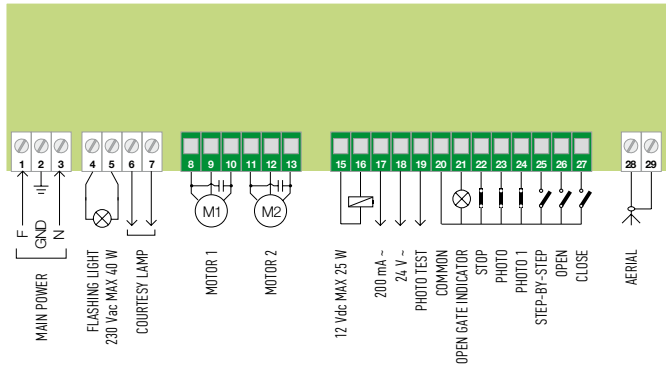 1 2 3 4 5 6 7 8 9 10 11 12 13 15 16 17 18 19 20 21 22 23 24 25 26 27 28 29
M1 M2
F
GND
N
MAIN POWER
FLASHING LIGHT
230 Vac MAX 40 W
COURTESY LAMP
MOTOR 1
MOTOR 2
12 Vdc MAX 25 W
200 mA ~
24 V ~
PHOTO TEST
COMMON
OPEN GATE INDICATOR
STOP
PHOTO
PHOTO 1
STEP-BY-STEP
OPEN
CLOSE
AERIAL